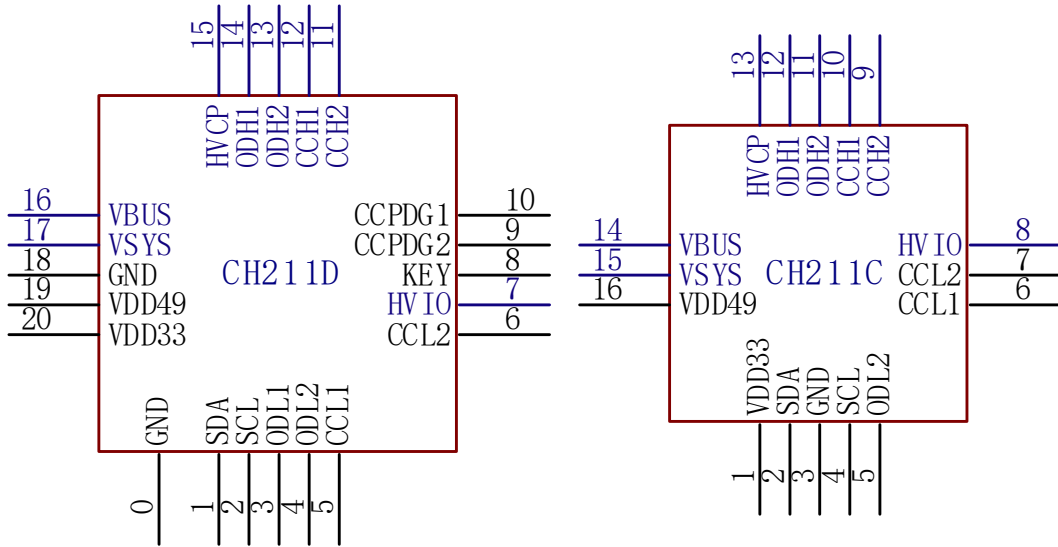 15 14 13 12 11
HVCP ODH1 ODH2 CCH1 CCH2
16 VBUS
17 VSYS
18 GND
19 VDD49
20 VDD33
CH211D
CCPDG1 10
CCPDG2 9
KEY 8
HVIO 7
CCL2 6
GND SDA SCL ODL1 ODL2 CCL1
0 1 2 3 4 5
13 12 11 10 9
HVCP ODH1 ODH2 CCH1 CCH2
14 VBUS
15 VSYS
16 VDD49
CH211C
HVIO 8
CCL2 7
CCL1 6
VDD33 SDA GND SCL ODL2
1 2 3 4 5